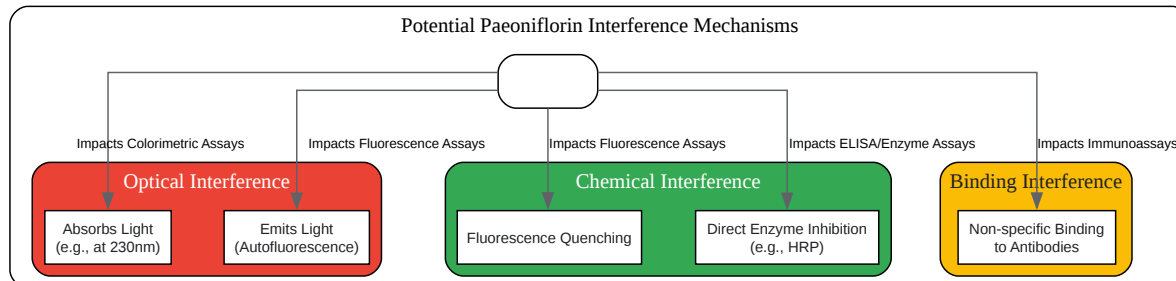 Potential Paeoniflorin Interference Mechanisms
Impacts Colorimetric Assays
Impacts Fluorescence Assays
Impacts Fluorescence Assays
Impacts ELISA/Enzyme Assays
Impacts Immunoassays
Optical Interference
Chemical Interference
Binding Interference
Absorbs Light
(e.g., at 230nm)
Emits Light
(Autofluorescence)
Fluorescence Quenching
Direct Enzyme Inhibition
(e.g., HRP)
Non-specific Binding
to Antibodies